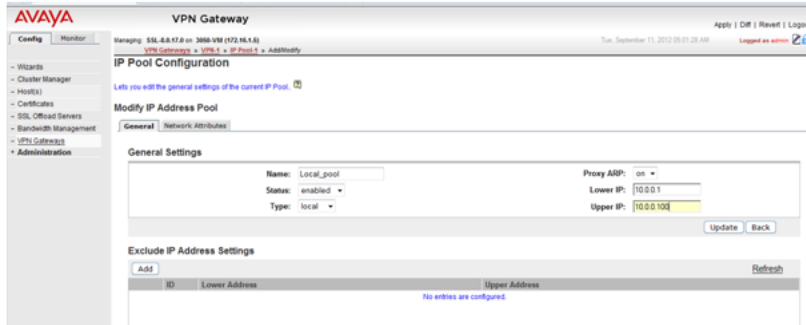 AVAYA
VPN Gateway
Apply | Diff | Revert | Logo
Config Monitor
Managing: SSL-8.0.17.0 on: 3050-VM (172.16.1.5)
Tue, September 11, 2012 05:01:28 AM
Logged as admin
VPN Gateways » VPN-1 » IP Pool-1 » Add/Modify
IP Pool Configuration
Lets you edit the general settings of the current IP Pool..
– Wizards
– Cluster Manager
– Host(s)
– Certificates
– SSL Offload Servers
– Bandwidth Management
– VPN Gateways
+ Administration
Modify IP Address Pool
General Network Attributes
General Settings
Name: Local_pool
Proxy ARP: on
Status: enabled
Lower IP: 10.0.0.1
Type: local
Upper IP: 10.0.0.100
Update Back
Exclude IP Address Settings
Add
Refresh
ID Lower Address Upper Address
No entries are configured.